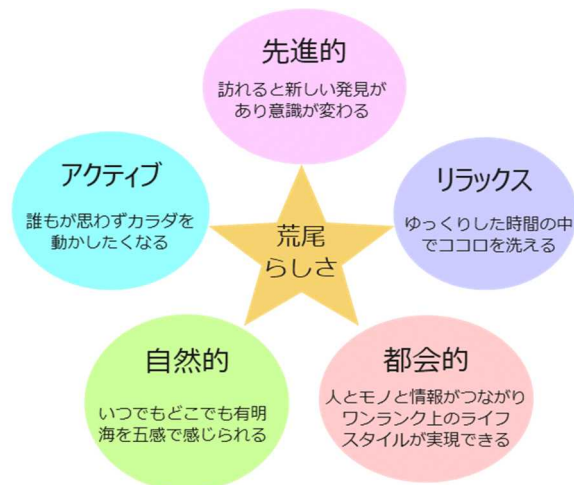 先進的
訪れると新しい発見が
あり意識が変わる
アクティブ
誰もが思わずカラダを
動かしたくなる
リラックス
ゆっくりした時間の中
でココロを洗える
荒尾
らしさ
自然的
いつでもどこでも有明
海を五感で感じられる
都会的
人とモノと情報がつながり
ワンランク上のライフ
スタイルが実現できる